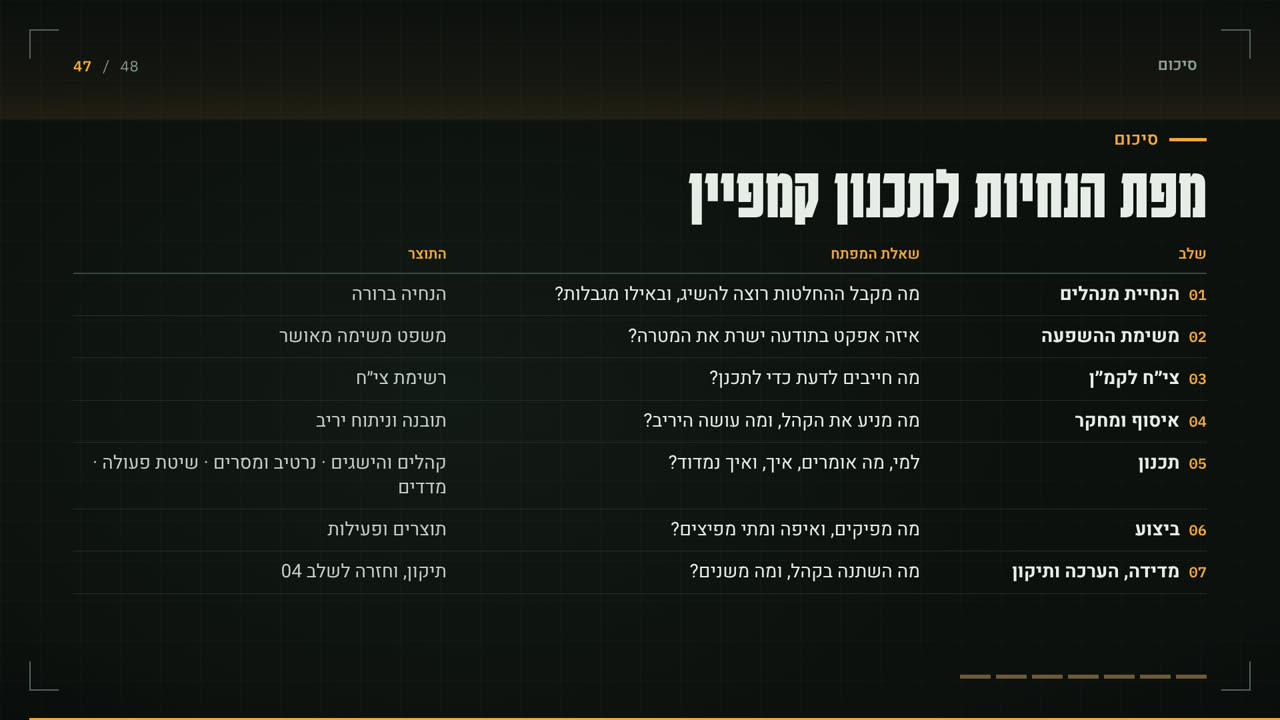 סיכום
47 / 48
סיכום
מפת הנחיות לתכנון קמפיין
שלב שאלת המפתח התוצר
01 הנחיית מנהלים מה מקבל ההחלטות רוצה להשיג, ובאילו מגבלות? הנחיה ברורה
02 משימת ההשפעה איזה אפקט בתודעה ישרת את המטרה? משפט משימה מאושר
03 צי״ח לקמ״ן מה חייבים לדעת כדי לתכנן? רשימת צי״ח
04 איסוף ומחקר מה מניע את הקהל, ומה עושה היריב? תובנה וניתוח יריב
05 תכנון למי, מה אומרים, איך, ואיך נמדוד? קהלים והישגים · נרטיב ומסרים · שיטת פעולה ·
מדדים
06 ביצוע מה מפיקים, ואיפה ומתי מפיצים? תוצרים ופעילות
07 מדידה, הערכה ותיקון מה השתנה בקהל, ומה משנים? תיקון, וחזרה לשלב 04